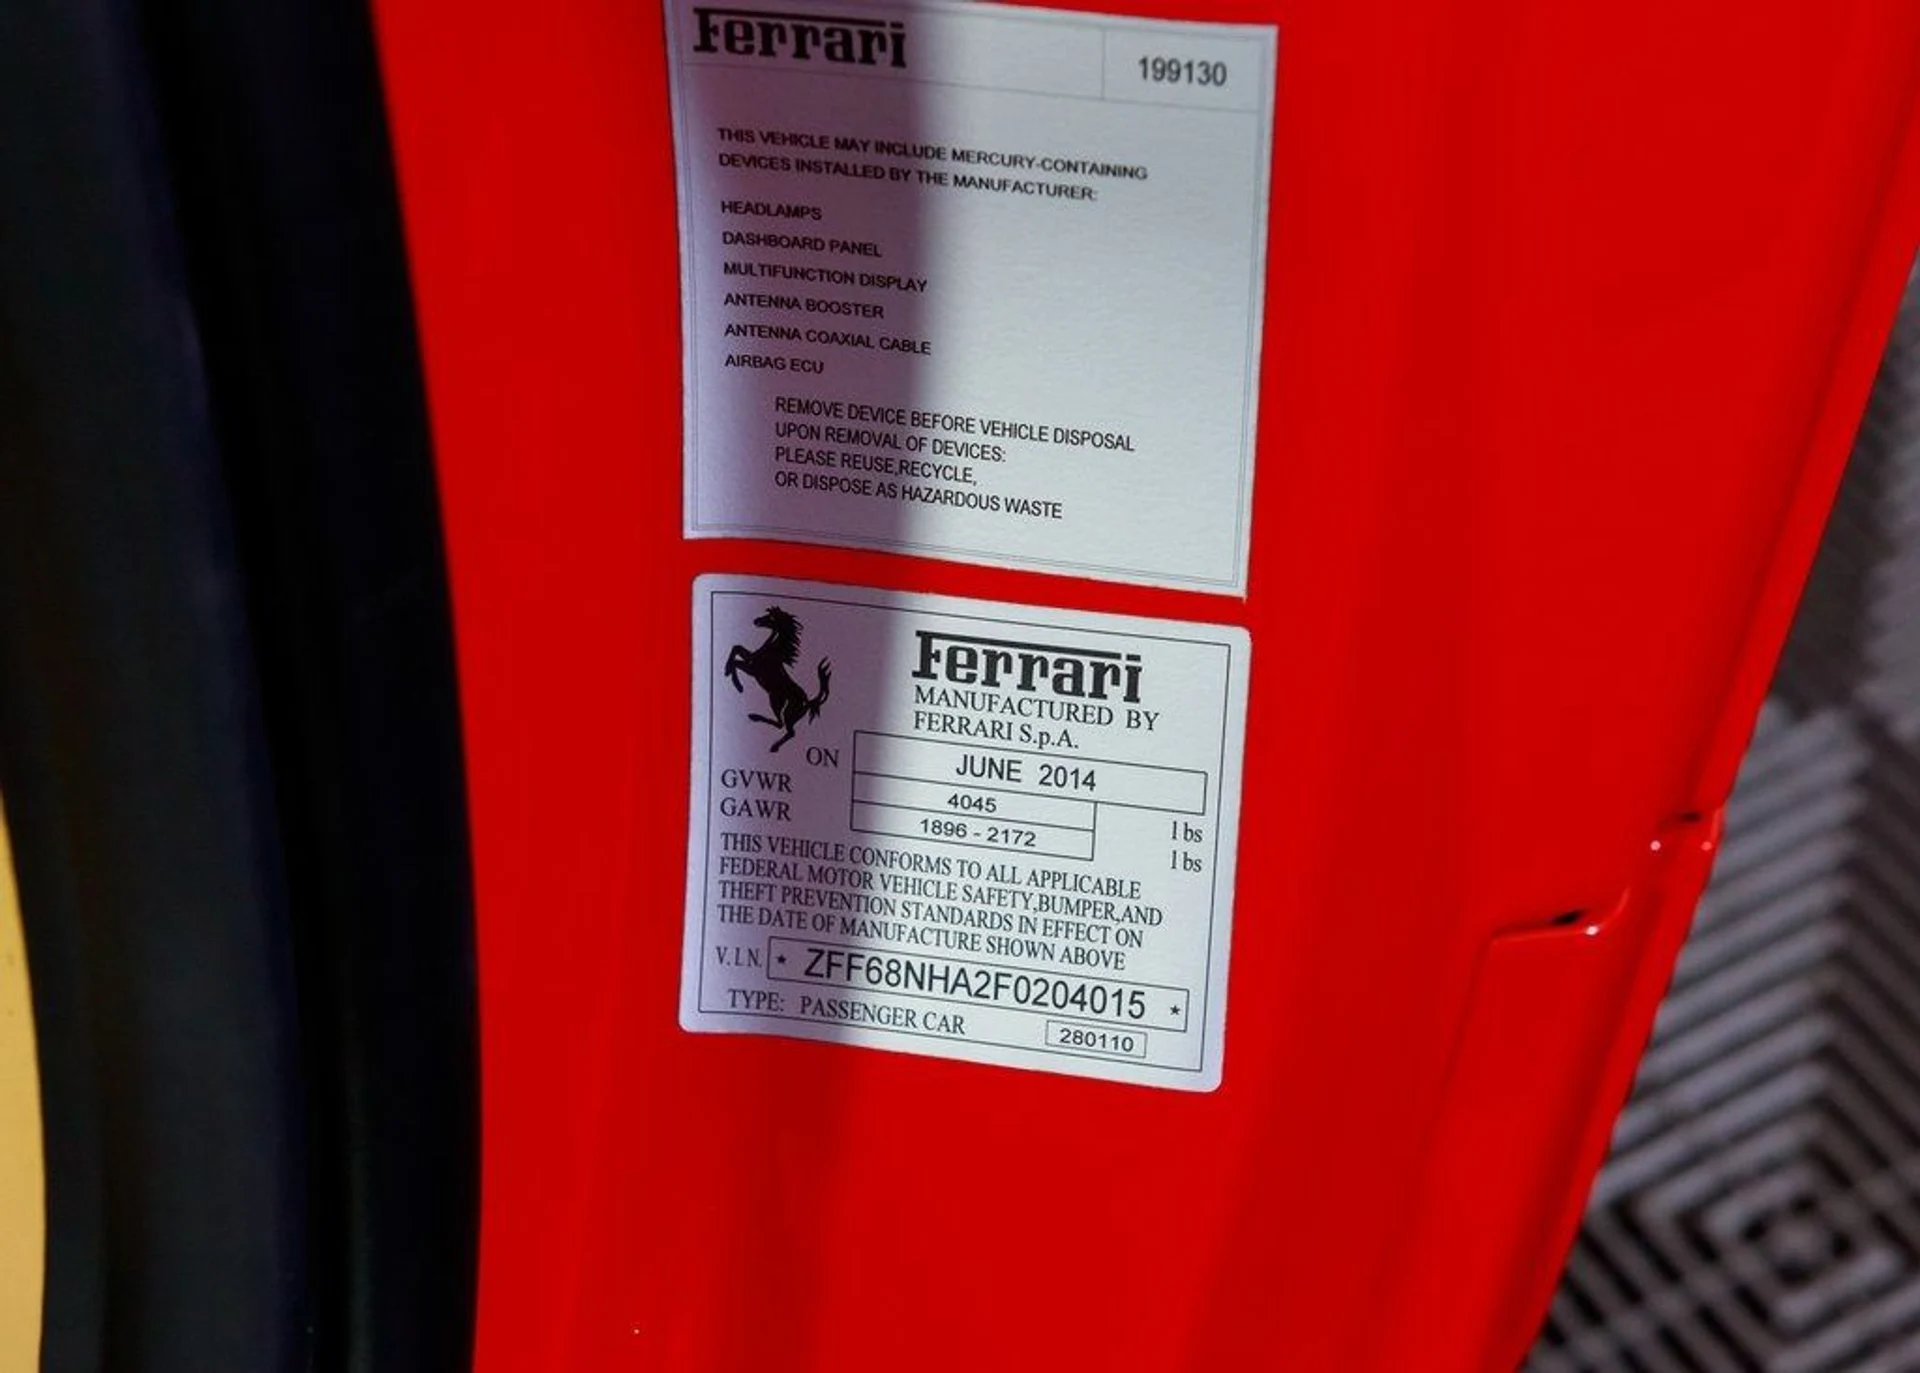 Ferrari
199130
THIS VEHICLE MAY INCLUDE MERCURY-CONTAINING
DEVICES INSTALLED BY THE MANUFACTURER:
HEADLAMPS
DASHBOARD PANEL
MULTIFUNCTION DISPLAY
ANTENNA BOOSTER
ANTENNA COAXIAL CABLE
AIRBAG ECU
REMOVE DEVICE BEFORE VEHICLE DISPOSAL
UPON REMOVAL OF DEVICES:
PLEASE REUSE,RECYCLE,
OR DISPOSE AS HAZARDOUS WASTE
Ferrari
MANUFACTURED BY
FERRARI S.p.A.
ON JUNE 2014
GVWR 4045 lbs
GAWR 1896 - 2172 lbs
THIS VEHICLE CONFORMS TO ALL APPLICABLE
FEDERAL MOTOR VEHICLE SAFETY,BUMPER,AND
THEFT PREVENTION STANDARDS IN EFFECT ON
THE DATE OF MANUFACTURE SHOWN ABOVE
V.I.N. * ZFF68NHA2F0204015 *
TYPE: PASSENGER CAR 280110